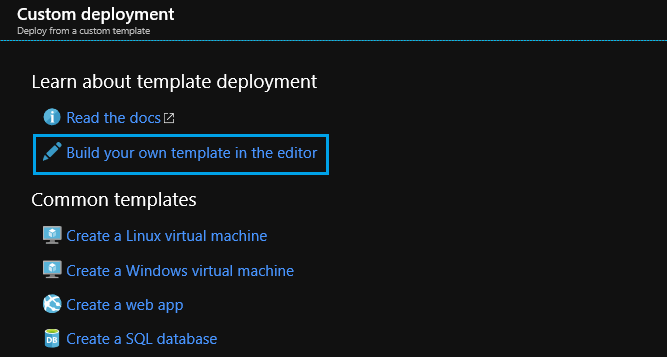 Custom deployment
Deploy from a custom template
Learn about template deployment
Read the docs
Build your own template in the editor
Common templates
Create a Linux virtual machine
Create a Windows virtual machine
Create a web app
DB Create a SQL database